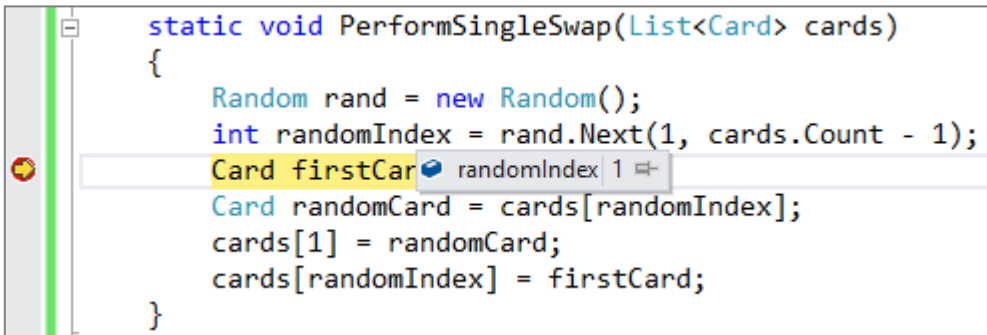 static void PerformSingleSwap(List<Card> cards)
{
Random rand = new Random();
int randomIndex = rand.Next(1, cards.Count - 1);
Card firstCar randomIndex 1
Card randomCard = cards[randomIndex];
cards[1] = randomCard;
cards[randomIndex] = firstCard;
}